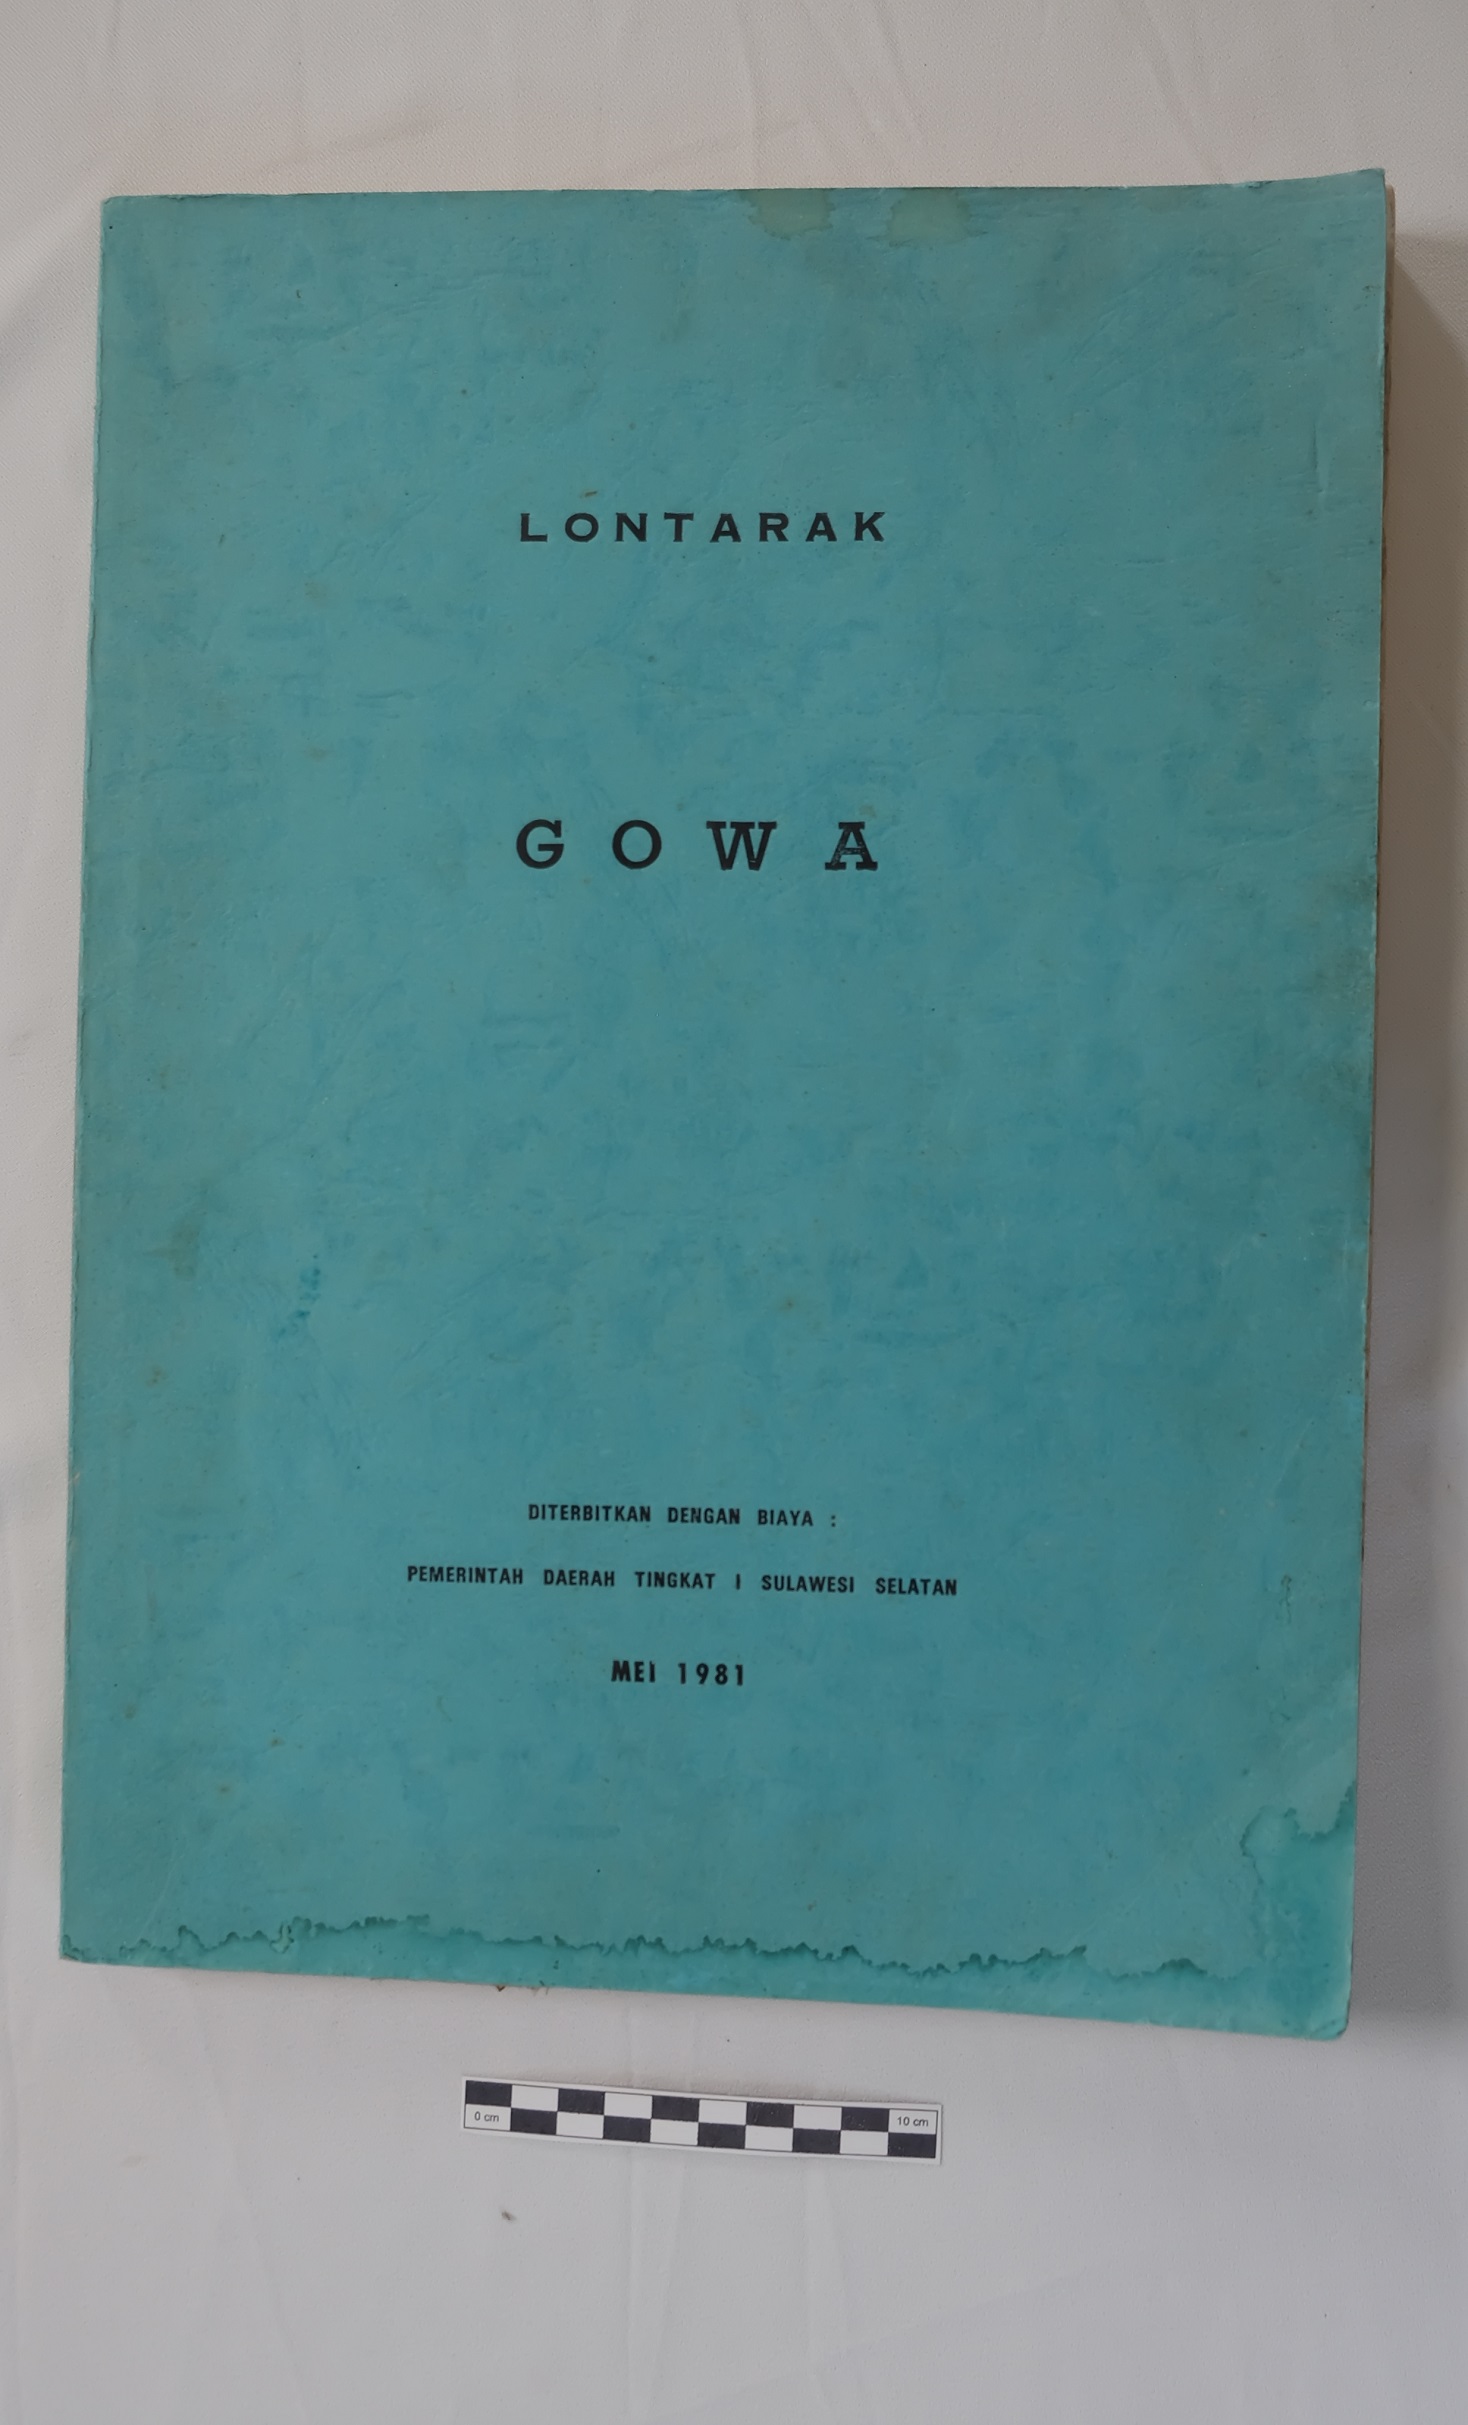 LONTARAK
GOWA
DITERBITKAN DENGAN BIAYA :
PEMERINTAH DAERAH TINGKAT I SULAWESI SELATAN
MEI 1981
0 cm 10 cm